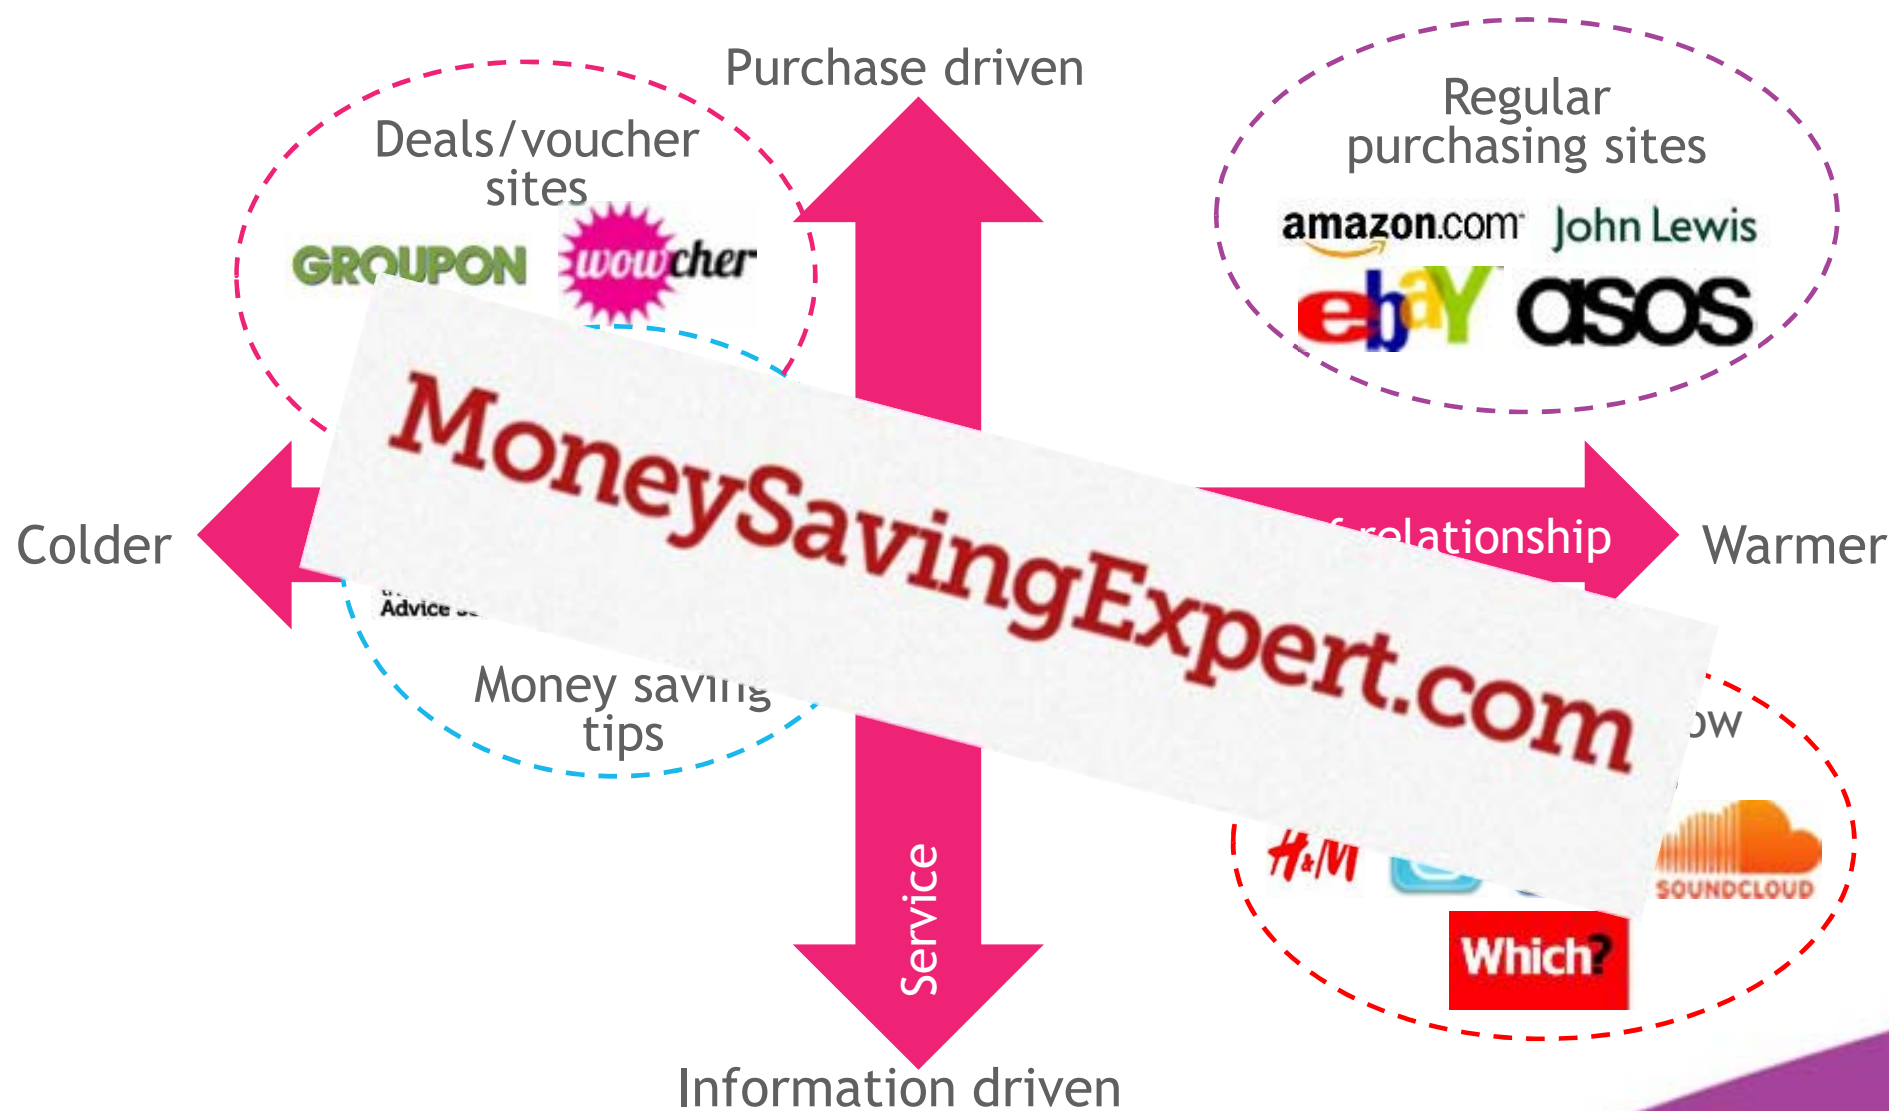 Purchase driven
Deals/voucher
sites
GROUPON
wowcher
Regular
purchasing sites
amazon.com
John Lewis
ebaY
asos
MoneySavingExpert.com
Colder
relationship
Warmer
Advice
Money saving
tips
H&M
SOUNDCLOUD
Which?
Service
Information driven